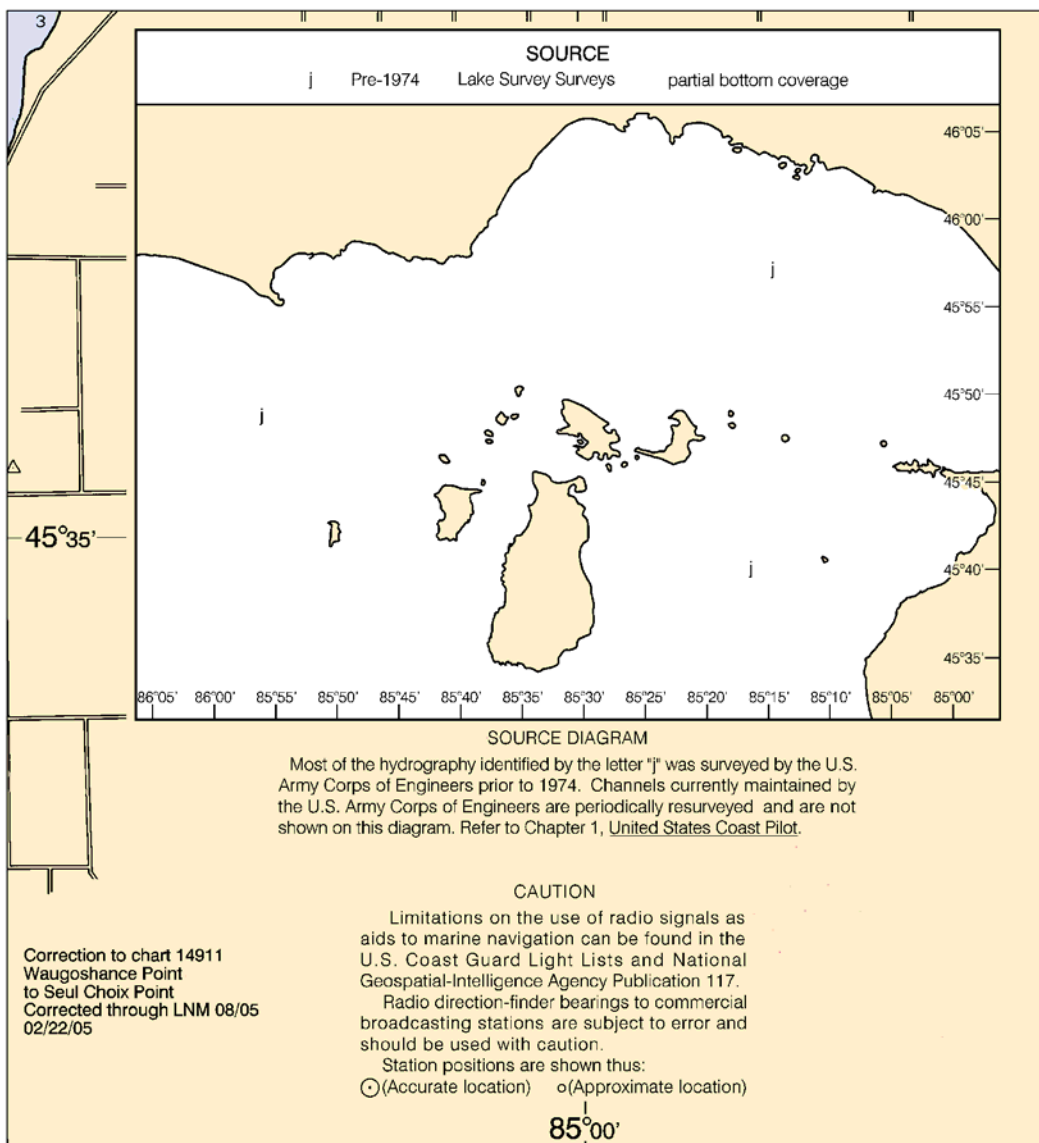 3
SOURCE
j Pre-1974 Lake Survey Surveys partial bottom coverage
46°05'
46°00'
j
45°55'
45°50'
j
45°45'
45°35'
j
45°40'
45°35'
86°05' 86°00' 85°55' 85°50' 85°45' 85°40' 85°35' 85°30' 85°25' 85°20' 85°15' 85°10' 85°05' 85°00'
SOURCE DIAGRAM
Most of the hydrography identified by the letter "j" was surveyed by the U.S.
Army Corps of Engineers prior to 1974. Channels currently maintained by
the U.S. Army Corps of Engineers are periodically resurveyed and are not
shown on this diagram. Refer to Chapter 1, United States Coast Pilot.
CAUTION
Limitations on the use of radio signals as
aids to marine navigation can be found in the
U.S. Coast Guard Light Lists and National
Geospatial-Intelligence Agency Publication 117.
Radio direction-finder bearings to commercial
broadcasting stations are subject to error and
should be used with caution.
Station positions are shown thus:
(Accurate location) (Approximate location)
Correction to chart 14911
Waugoshance Point
to Seul Choix Point
Corrected through LNM 08/05
02/22/05
85°00'